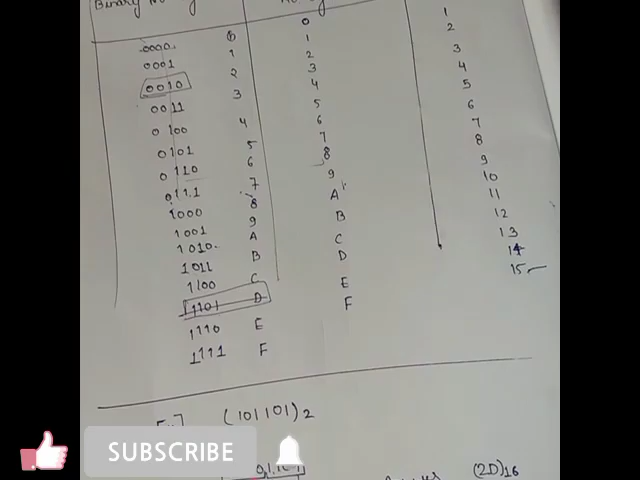 Binary No
0000 0 0 1
0001 1 1 2
0010 2 2 3
0011 3 3 4
0100 4 4 5
0101 5 5 6
0110 6 6 7
0111 7 7 8
1000 8 8 9
1001 9 9 10
1010 A A 11
1011 B B 12
1100 C C 13
1101 D D 14
1110 E E 15
1111 F F
(101101)2
SUBSCRIBE
(2D)16